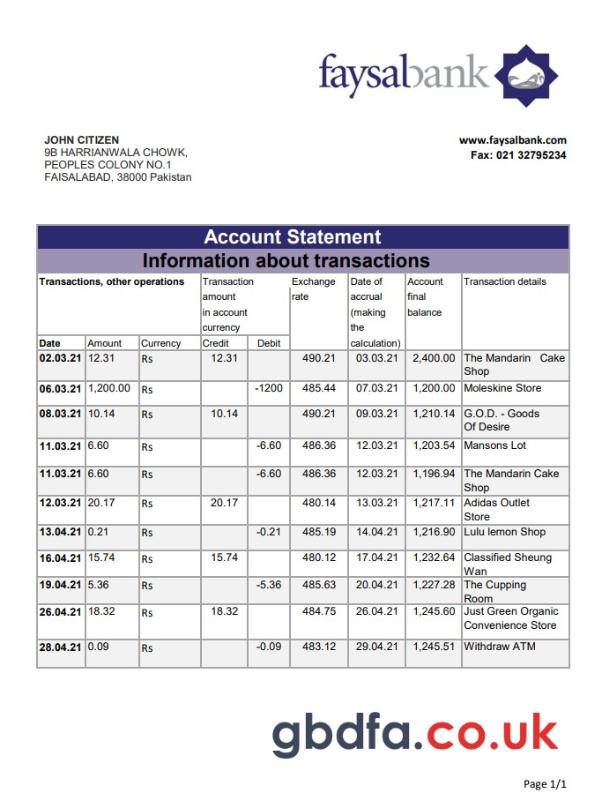 faysalbank
JOHN CITIZEN
9B HARRIANWALA CHOWK,
PEOPLES COLONY NO.1
FAISALABAD, 38000 Pakistan
www.faysalbank.com
Fax: 021 32795234
Account Statement
Information about transactions
Transactions, other operations
Transaction
amount
in account
currency
Exchange
rate
Date of
accrual
(making
the
calculation)
Account
final
balance
Transaction details
Date Amount Currency Credit Debit
02.03.21 12.31 Rs 12.31 490.21 03.03.21 2,400.00 The Mandarin Cake
Shop
06.03.21 1,200.00 Rs -1200 485.44 07.03.21 1,200.00 Moleskine Store
08.03.21 10.14 Rs 10.14 490.21 09.03.21 1,210.14 G.O.D. - Goods
Of Desire
11.03.21 6.60 Rs -6.60 486.36 12.03.21 1,203.54 Mansons Lot
11.03.21 6.60 Rs -6.60 486.36 12.03.21 1,196.94 The Mandarin Cake
Shop
12.03.21 20.17 Rs 20.17 480.14 13.03.21 1,217.11 Adidas Outlet
Store
13.04.21 0.21 Rs -0.21 485.19 14.04.21 1,216.90 Lulu lemon Shop
16.04.21 15.74 Rs 15.74 480.12 17.04.21 1,232.64 Classified Sheung
Wan
19.04.21 5.36 Rs -5.36 485.63 20.04.21 1,227.28 The Cupping
Room
26.04.21 18.32 Rs 18.32 484.75 26.04.21 1,245.60 Just Green Organic
Convenience Store
28.04.21 0.09 Rs -0.09 483.12 29.04.21 1,245.51 Withdraw ATM
gbdfa.co.uk
Page 1/1